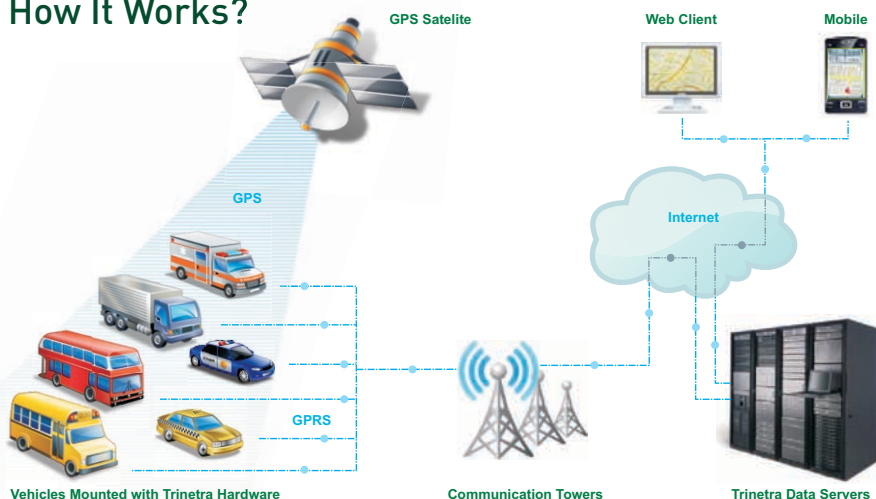 How It Works?
GPS Satelite
Web Client
Mobile
GPS
Internet
GPRS
Vehicles Mounted with Trinetra Hardware
Communication Towers
Trinetra Data Servers